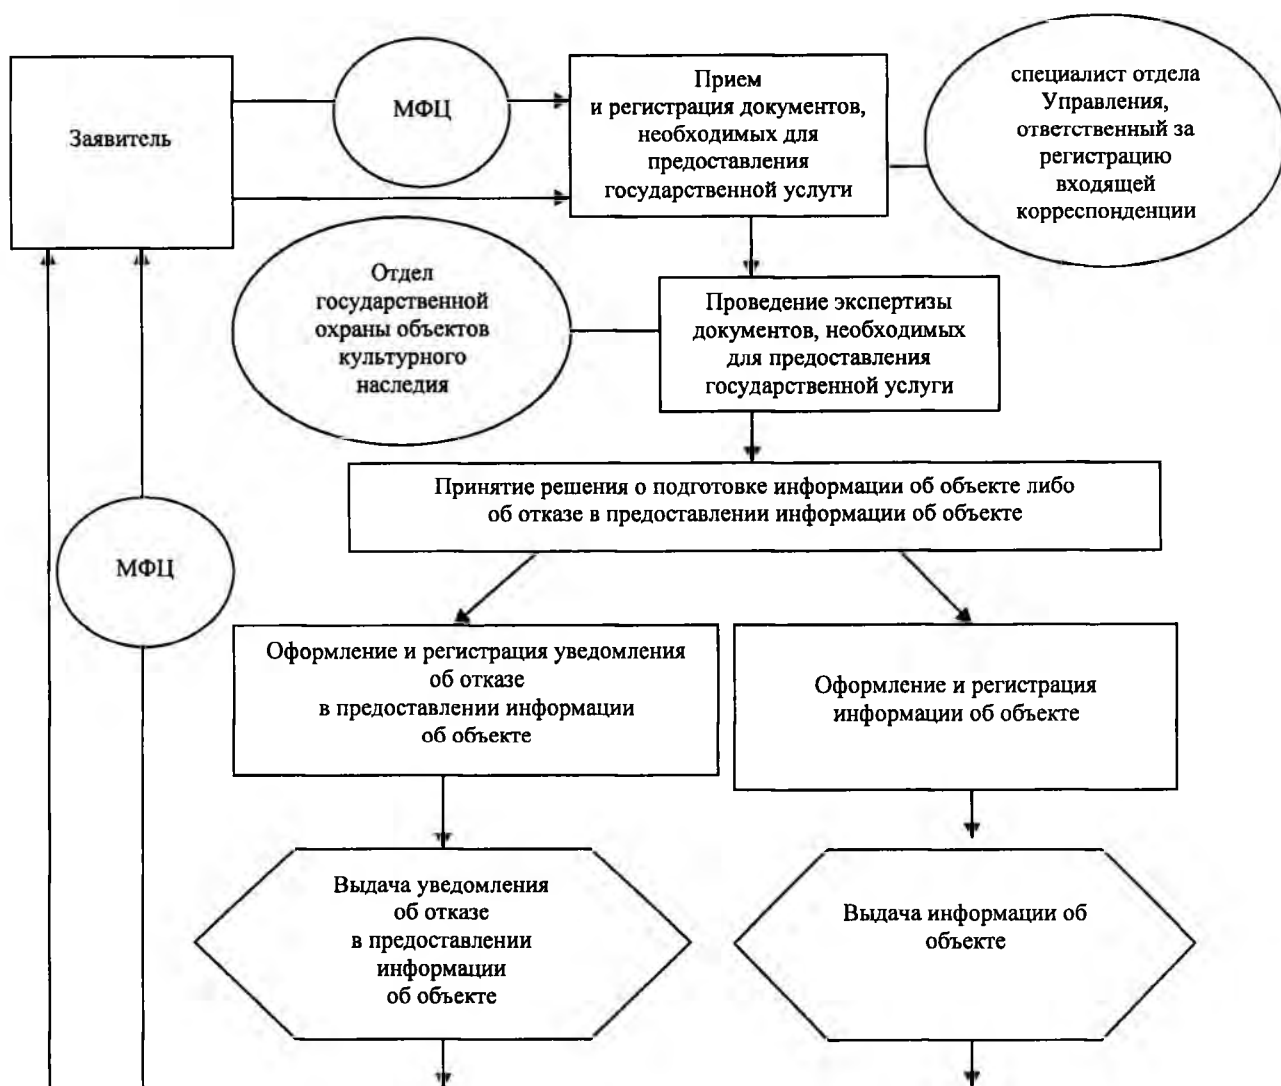 Заявитель
МФЦ
Прием
и регистрация документов,
необходимых для
предоставления
государственной услуги
специалист отдела
Управления,
ответственный за
регистрацию
входящей
корреспонденции
Отдел
государственной
охраны объектов
культурного
наследия
Проведение экспертизы
документов, необходимых
для предоставления
государственной услуги
Принятие решения о подготовке информации об объекте либо
об отказе в предоставлении информации об объекте
МФЦ
Оформление и регистрация уведомления
об отказе
в предоставлении информации
об объекте
Оформление и регистрация
информации об объекте
Выдача уведомления
об отказе
в предоставлении
информации
об объекте
Выдача информации об
объекте